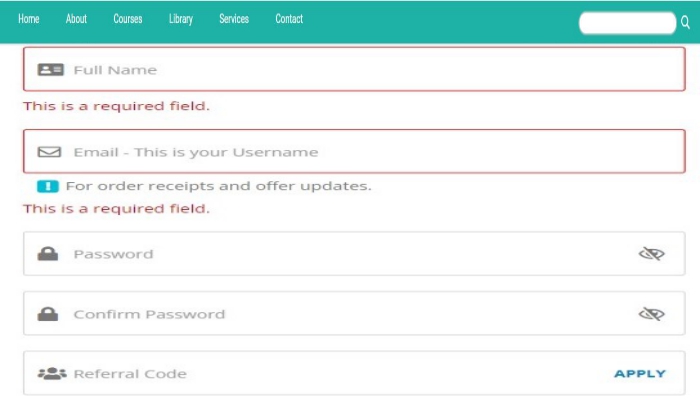 Home About Courses Library Services Contact
Full Name
This is a required field.
Email - This is your Username
! For order receipts and offer updates.
This is a required field.
Password
Confirm Password
Referral Code APPLY